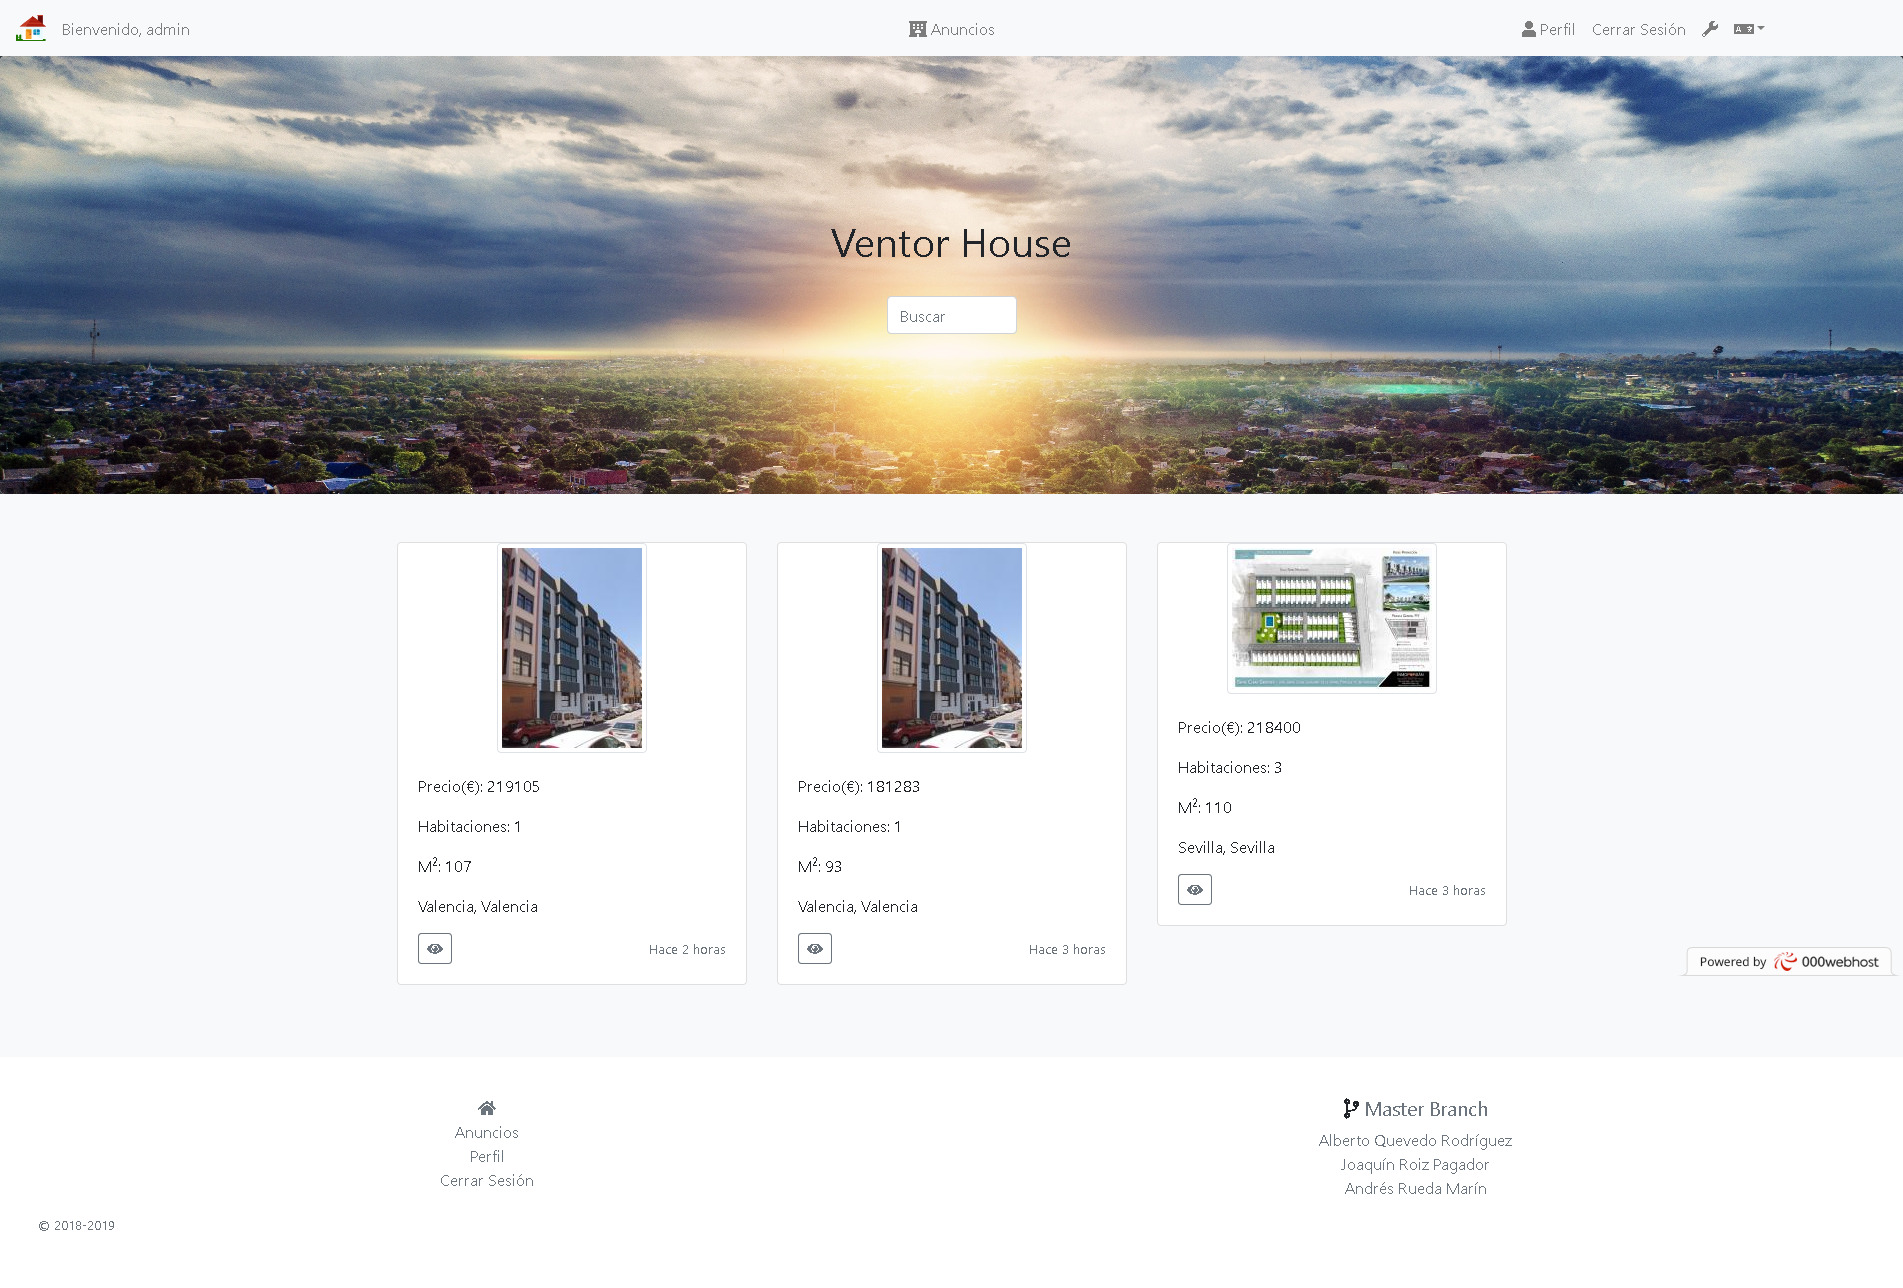 Bienvenido, admin
Anuncios
Perfil
Cerrar Sesión
Ventor House
Buscar
Precio(€): 219105
Habitaciones: 1
M²: 107
Valencia, Valencia
Hace 2 horas
Precio(€): 181283
Habitaciones: 1
M²: 93
Valencia, Valencia
Hace 3 horas
Precio(€): 218400
Habitaciones: 3
M²: 110
Sevilla, Sevilla
Hace 3 horas
Powered by 000webhost
Anuncios
Perfil
Cerrar Sesión
Master Branch
Alberto Quevedo Rodríguez
Joaquín Roiz Pagador
Andrés Rueda Marín
© 2018-2019